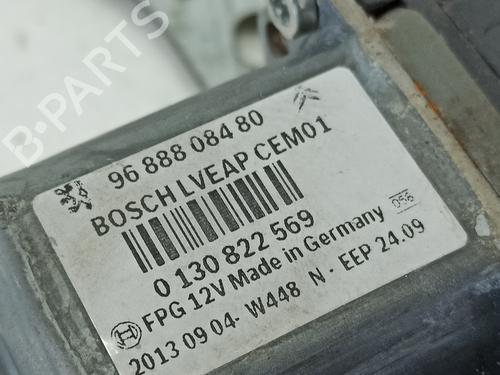 B-PARTS
96 888 084 80
BOSCH LVEAP CEM01
0 130 822 569
056
FPG 12V Made in Germany
2013 09 04 - W448 N - EEP 24.09